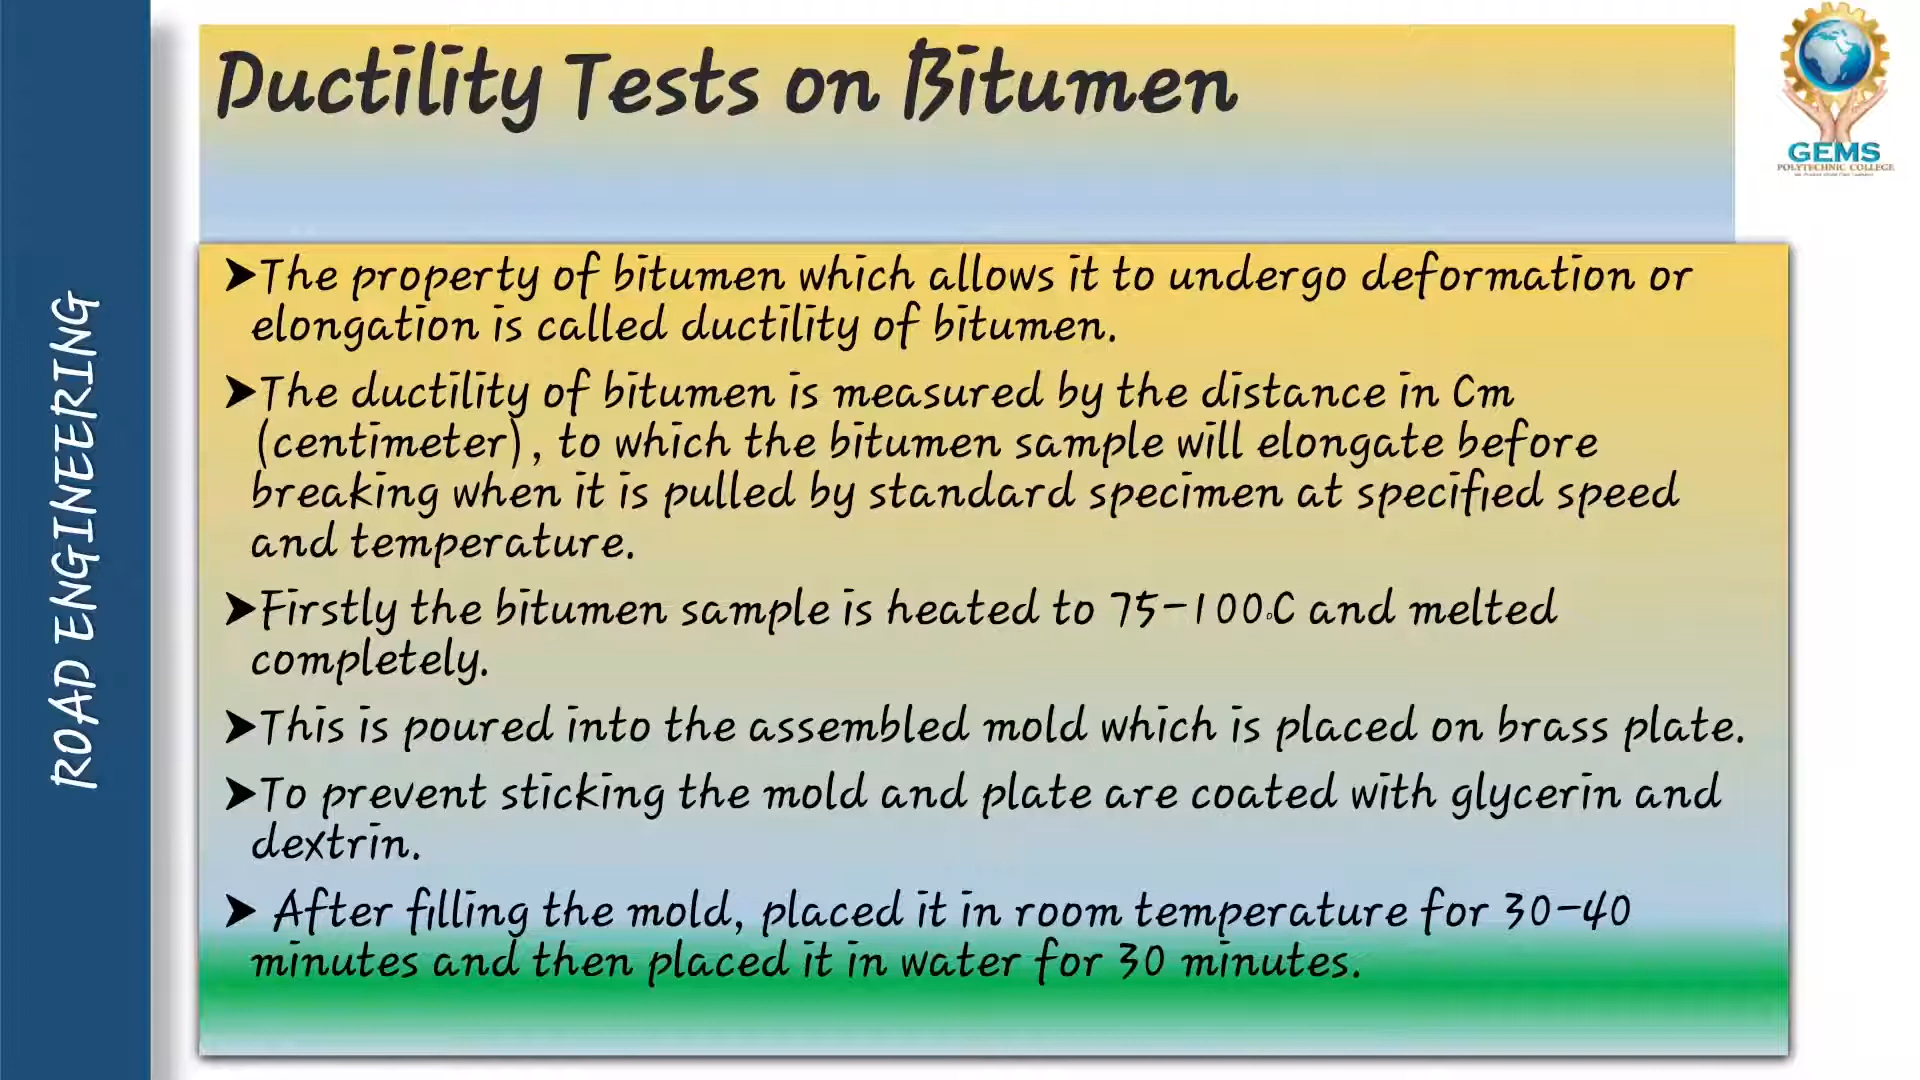 Ductility Tests on Bitumen
GEMS
POLYTECHNIC COLLEGE
ROAD ENGINEERING
➤The property of bitumen which allows it to undergo deformation or
elongation is called ductility of bitumen.
➤The ductility of bitumen is measured by the distance in Cm
(centimeter), to which the bitumen sample will elongate before
breaking when it is pulled by standard specimen at specified speed
and temperature.
➤Firstly the bitumen sample is heated to 75-100◦C and melted
completely.
➤This is poured into the assembled mold which is placed on brass plate.
➤To prevent sticking the mold and plate are coated with glycerin and
dextrin.
➤ After filling the mold, placed it in room temperature for 30-40
minutes and then placed it in water for 30 minutes.